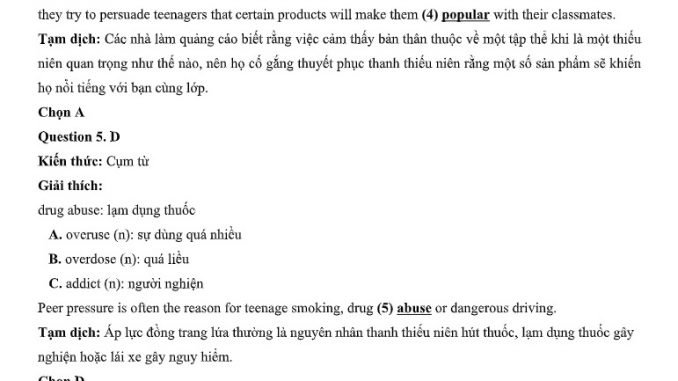 they try to persuade teenagers that certain products will make them (4) popular with their classmates.
Tạm dịch: Các nhà làm quảng cáo biết rằng việc cảm thấy bản thân thuộc về một tập thể khi là một thiếu
niên quan trọng như thế nào, nên họ cố gắng thuyết phục thanh thiếu niên rằng một số sản phẩm sẽ khiến
họ nổi tiếng với bạn cùng lớp.
Chọn A
Question 5. D
Kiến thức: Cụm từ
Giải thích:
drug abuse: lạm dụng thuốc
A. overuse (n): sự dùng quá nhiều
B. overdose (n): quá liều
C. addict (n): người nghiện
Peer pressure is often the reason for teenage smoking, drug (5) abuse or dangerous driving.
Tạm dịch: Áp lực đồng trang lứa thường là nguyên nhân thanh thiếu niên hút thuốc, lạm dụng thuốc gây
nghiện hoặc lái xe gây nguy hiểm.
Chọn D